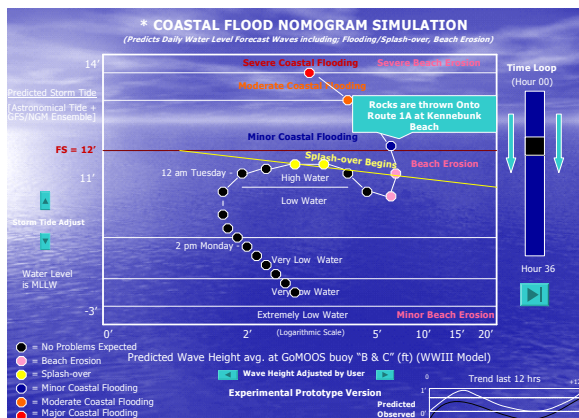 * COASTAL FLOOD NOMOGRAM SIMULATION
(Predicts Daily Water Level Forecast Waves including; Flooding/Splash-over, Beach Erosion)
14'
Severe Coastal Flooding
Severe Beach Erosion
Time Loop
(Hour 00)
Predicted Storm Tide
[Astronomical Tide +
GFS/NGM Ensemble]
Moderate Coastal Flooding
Rocks are thrown Onto
Route 1A at Kennebunk
Beach
Minor Coastal Flooding
FS = 12'
Splash-over Begins
Beach Erosion
11'
12 am Tuesday -
High Water
Low Water
Storm Tide Adjust
2 pm Monday -
Very Low Water
Water Level
is MLLW
Hour 36
Very Low Water
-3'
Extremely Low Water
Minor Beach Erosion
0'
2'
5'
10'
15'
20'
(Logarithmic Scale)
= No Problems Expected
= Beach Erosion
= Splash-over
= Minor Coastal Flooding
= Moderate Coastal Flooding
= Major Coastal Flooding
Predicted Wave Height avg. at GoMOOS buoy "B & C" (ft) (WWIII Model)
Wave Height Adjusted by User
Experimental Prototype Version
Trend last 12 hrs
1'
0'
Predicted
Observed